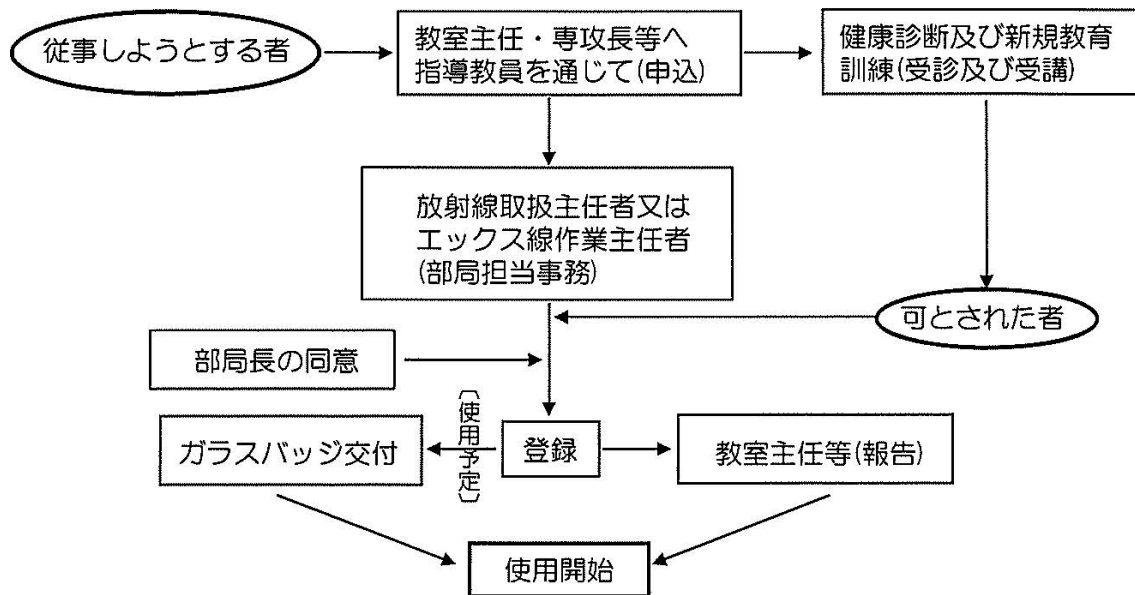 従事しようとする者
教室主任・専攻長等へ
指導教員を通じて(申込)
健康診断及び新規教育
訓練(受診及び受講)
放射線取扱主任者又は
エックス線作業主任者
(部局担当事務)
可とされた者
部局長の同意
ガラスバッジ交付
〔使用予定〕
登録
教室主任等(報告)
使用開始